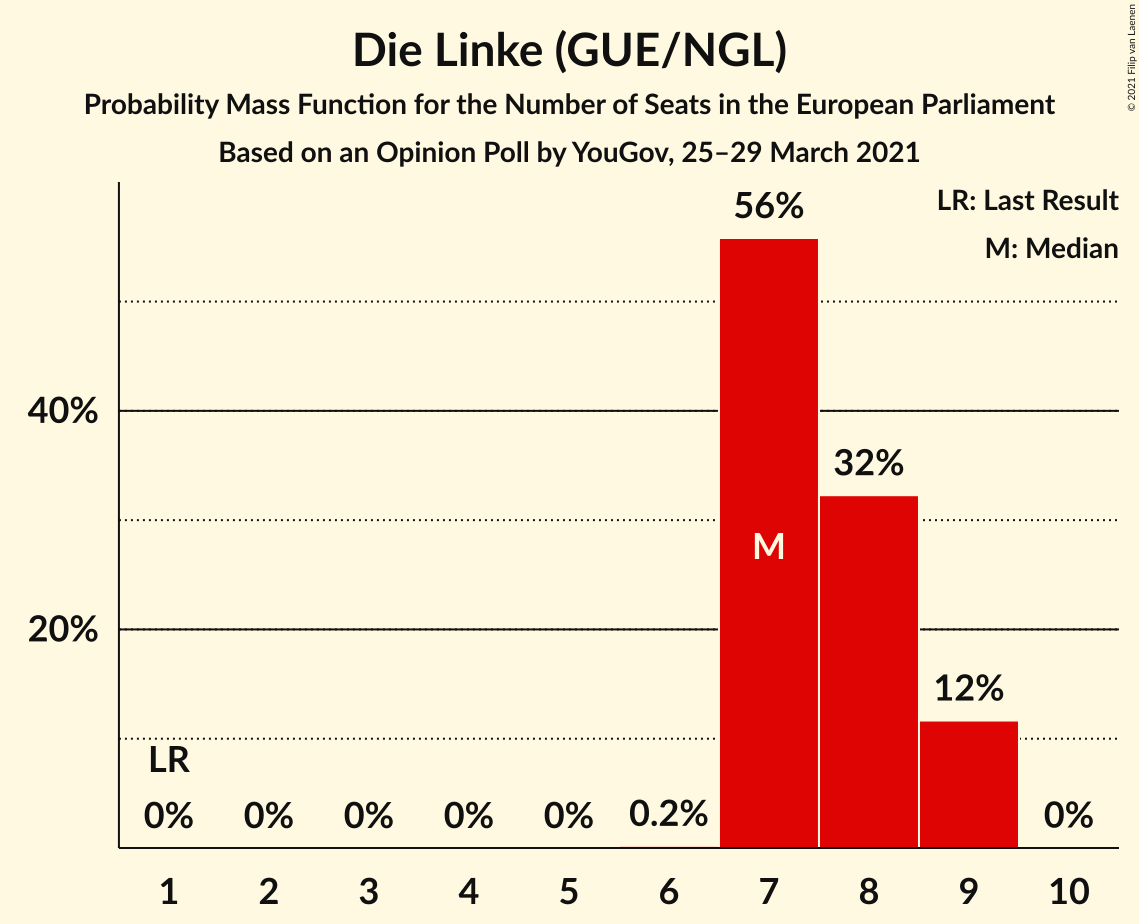 Die Linke (GUE/NGL)
Probability Mass Function for the Number of Seats in the European Parliament
Based on an Opinion Poll by YouGov, 25–29 March 2021
© 2021 Filip van Laenen
LR: Last Result
M: Median
56%
40%
32%
M
20%
12%
LR
0% 0% 0% 0% 0% 0.2% 0%
1 2 3 4 5 6 7 8 9 10